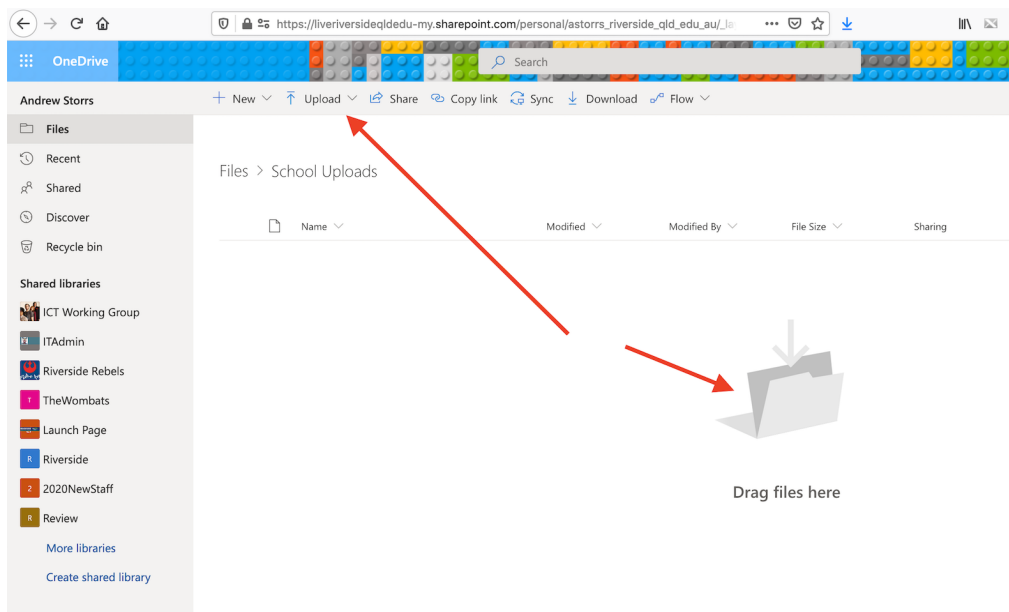 https://liveriversideqldedu-my.sharepoint.com/personal/astorrs_riverside_qld_edu_au/_la
OneDrive
Search
Andrew Storrs
New Upload Share Copy link Sync Download Flow
Files
Recent
Shared
Discover
Recycle bin
Shared libraries
ICT Working Group
ITAdmin
Riverside Rebels
T TheWombats
Launch Page
R Riverside
2 2020NewStaff
R Review
More libraries
Create shared library
Files > School Uploads
Name Modified Modified By File Size Sharing
Drag files here